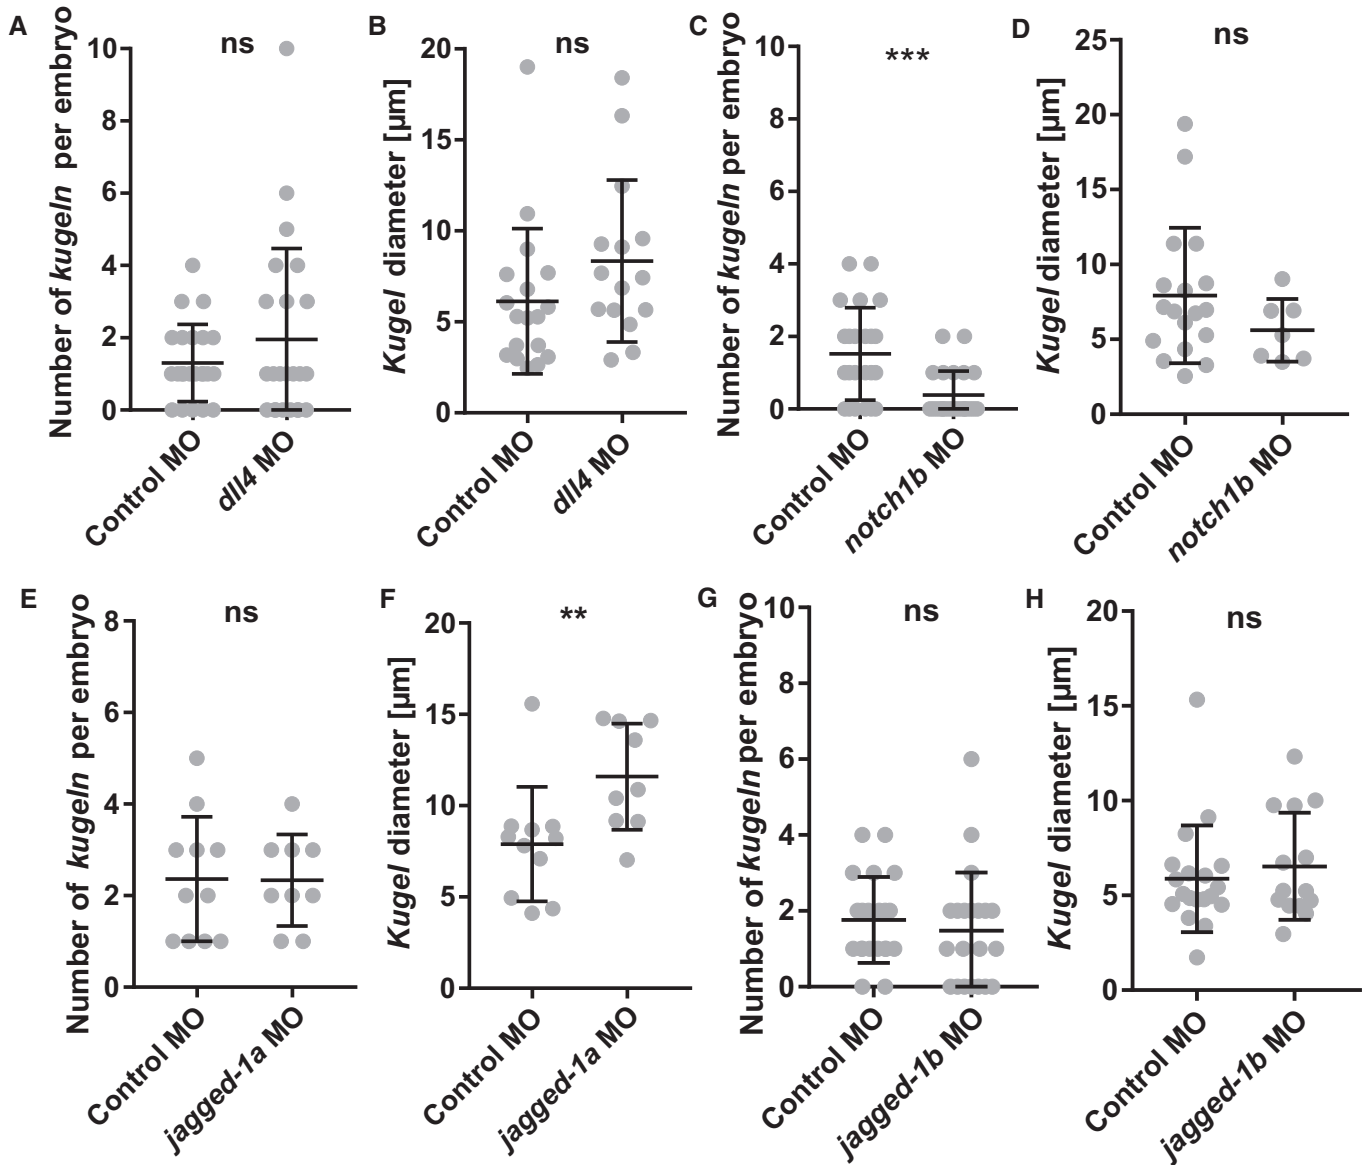 A
Number of kugeln per embryo
10
8
6
4
2
0
ns
Control MO
dll4 MO
B
Kugel diameter [µm]
20
15
10
5
0
ns
Control MO
dll4 MO
C
Number of kugeln per embryo
10
8
6
4
2
0
***
Control MO
notch1b MO
D
Kugel diameter [µm]
25
20
15
10
5
0
ns
Control MO
notch1b MO
E
Number of kugeln per embryo
8
6
4
2
0
ns
Control MO
jagged-1a MO
F
Kugel diameter [µm]
20
15
10
5
0
**
Control MO
jagged-1a MO
G
Number of kugeln per embryo
10
8
6
4
2
0
ns
Control MO
jagged-1b MO
H
Kugel diameter [µm]
20
15
10
5
0
ns
Control MO
jagged-1b MO